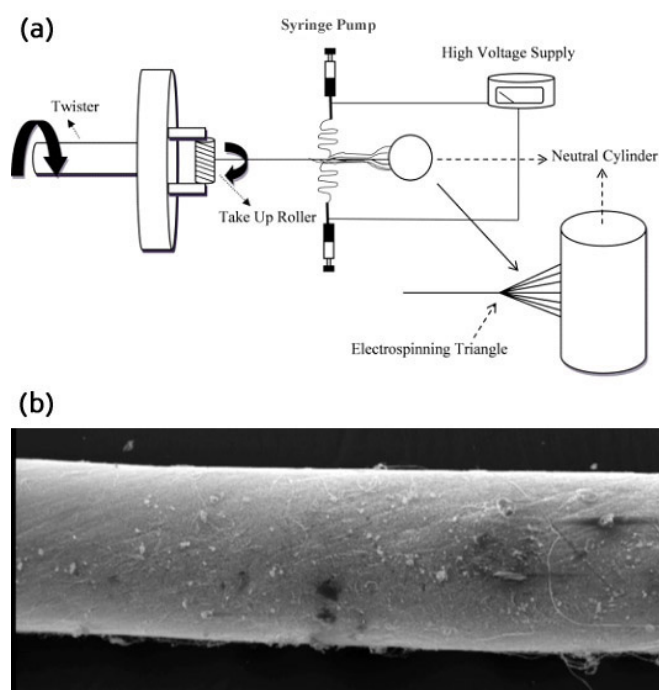 (a)
Syringe Pump
High Voltage Supply
Twister
Neutral Cylinder
Take Up Roller
Electrospinning Triangle
(b)